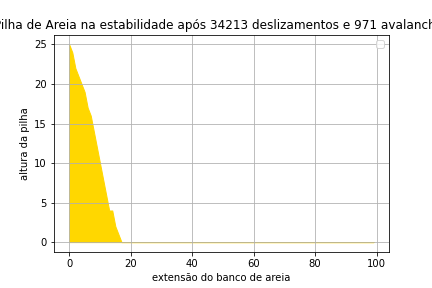 ilha de Areia na estabilidade após 34213 deslizamentos e 971 avalanch
25
20
15
10
5
0
altura da pilha
0 20 40 60 80 100
extensão do banco de areia